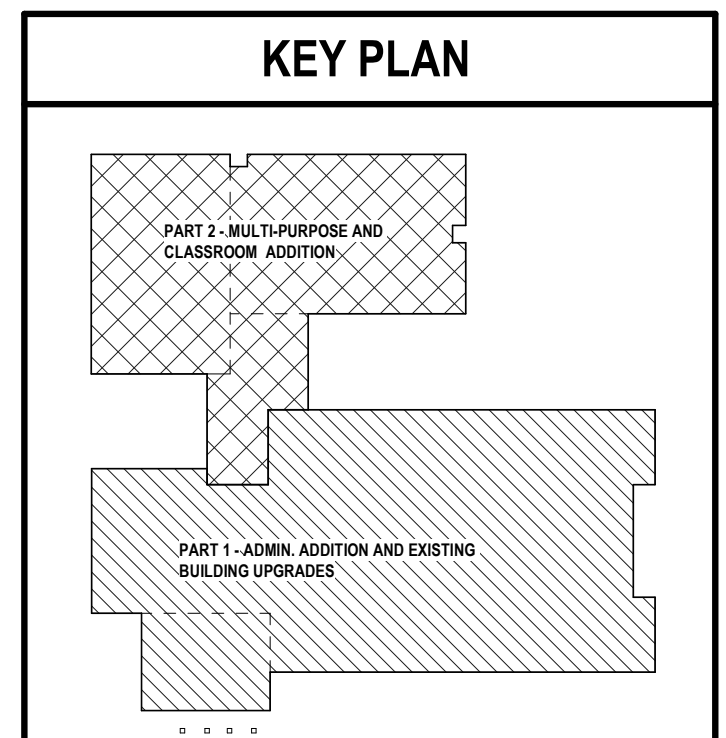 KEY PLAN
PART 2 - MULTI-PURPOSE AND
CLASSROOM ADDITION
PART 1 - ADMIN. ADDITION AND EXISTING
BUILDING UPGRADES